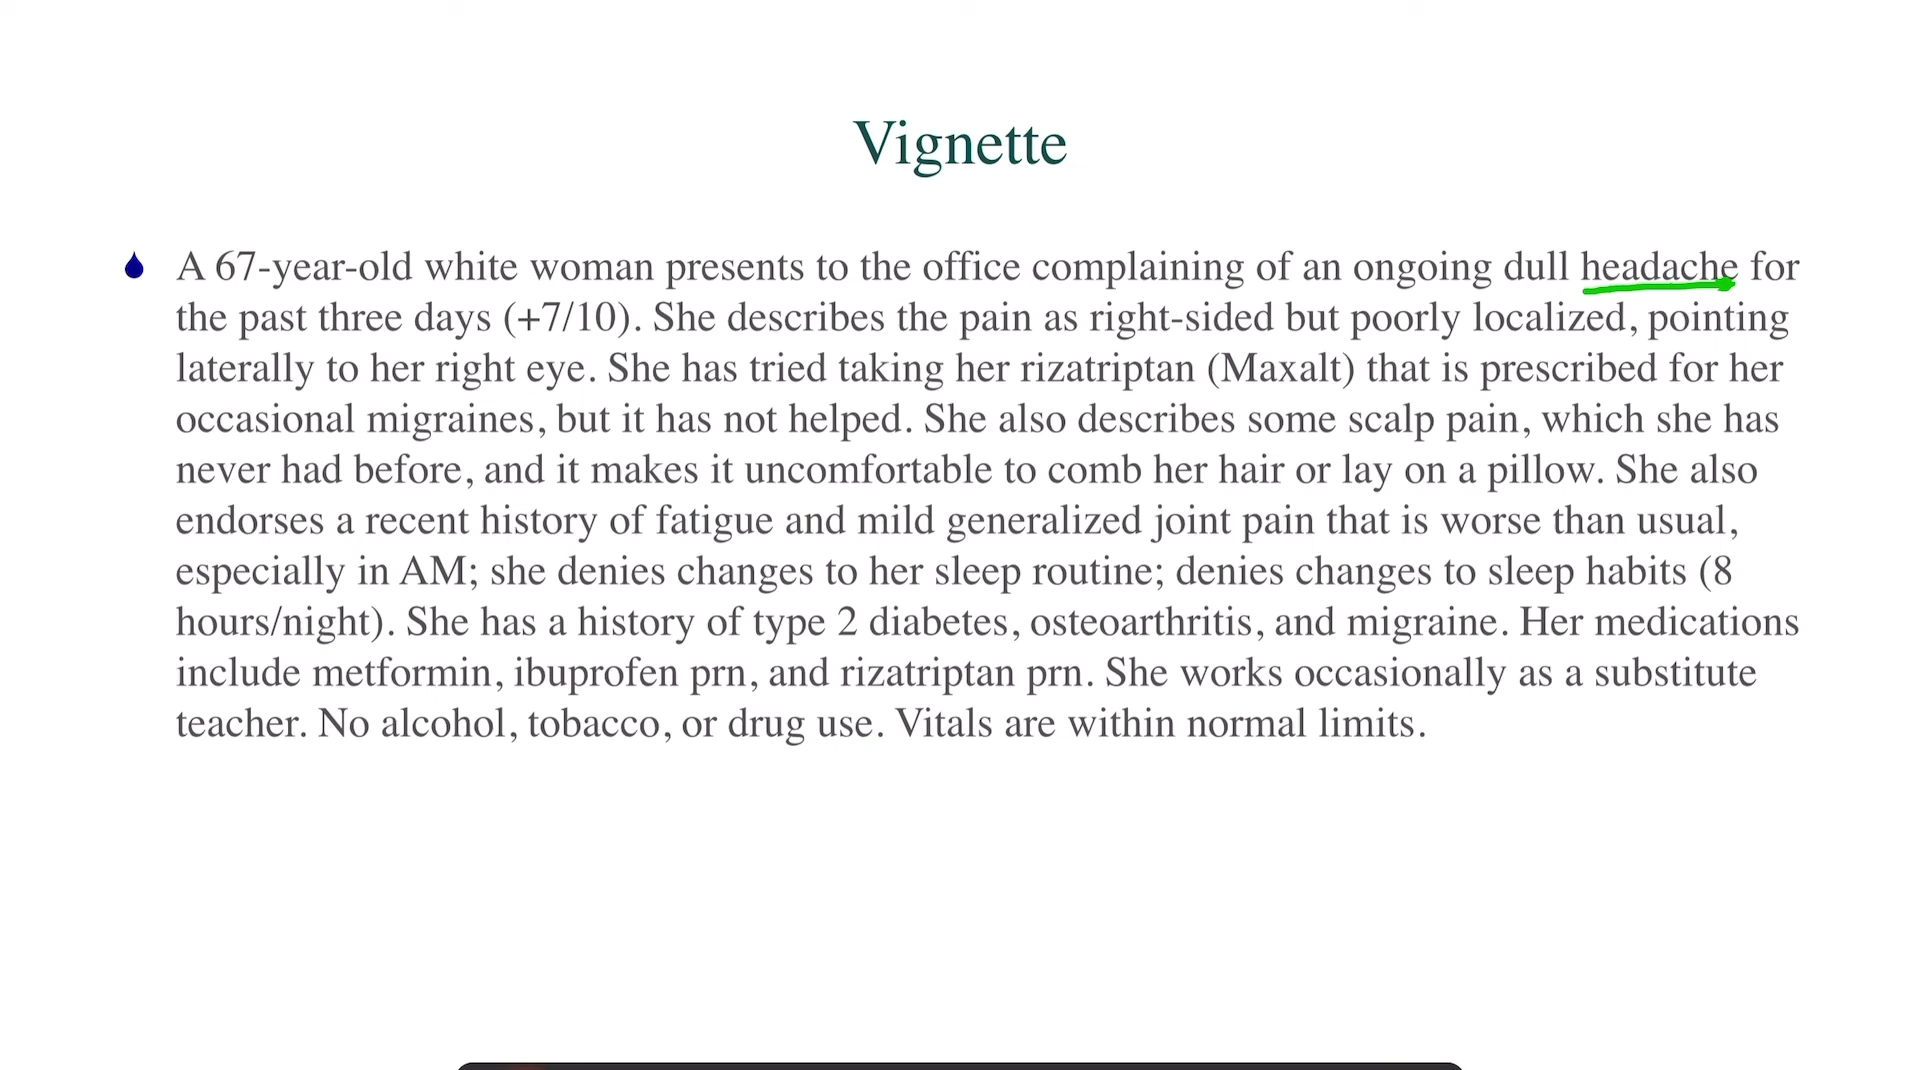 Vignette
A 67-year-old white woman presents to the office complaining of an ongoing dull headache for
the past three days (+7/10). She describes the pain as right-sided but poorly localized, pointing
laterally to her right eye. She has tried taking her rizatriptan (Maxalt) that is prescribed for her
occasional migraines, but it has not helped. She also describes some scalp pain, which she has
never had before, and it makes it uncomfortable to comb her hair or lay on a pillow. She also
endorses a recent history of fatigue and mild generalized joint pain that is worse than usual,
especially in AM; she denies changes to her sleep routine; denies changes to sleep habits (8
hours/night). She has a history of type 2 diabetes, osteoarthritis, and migraine. Her medications
include metformin, ibuprofen prn, and rizatriptan prn. She works occasionally as a substitute
teacher. No alcohol, tobacco, or drug use. Vitals are within normal limits.